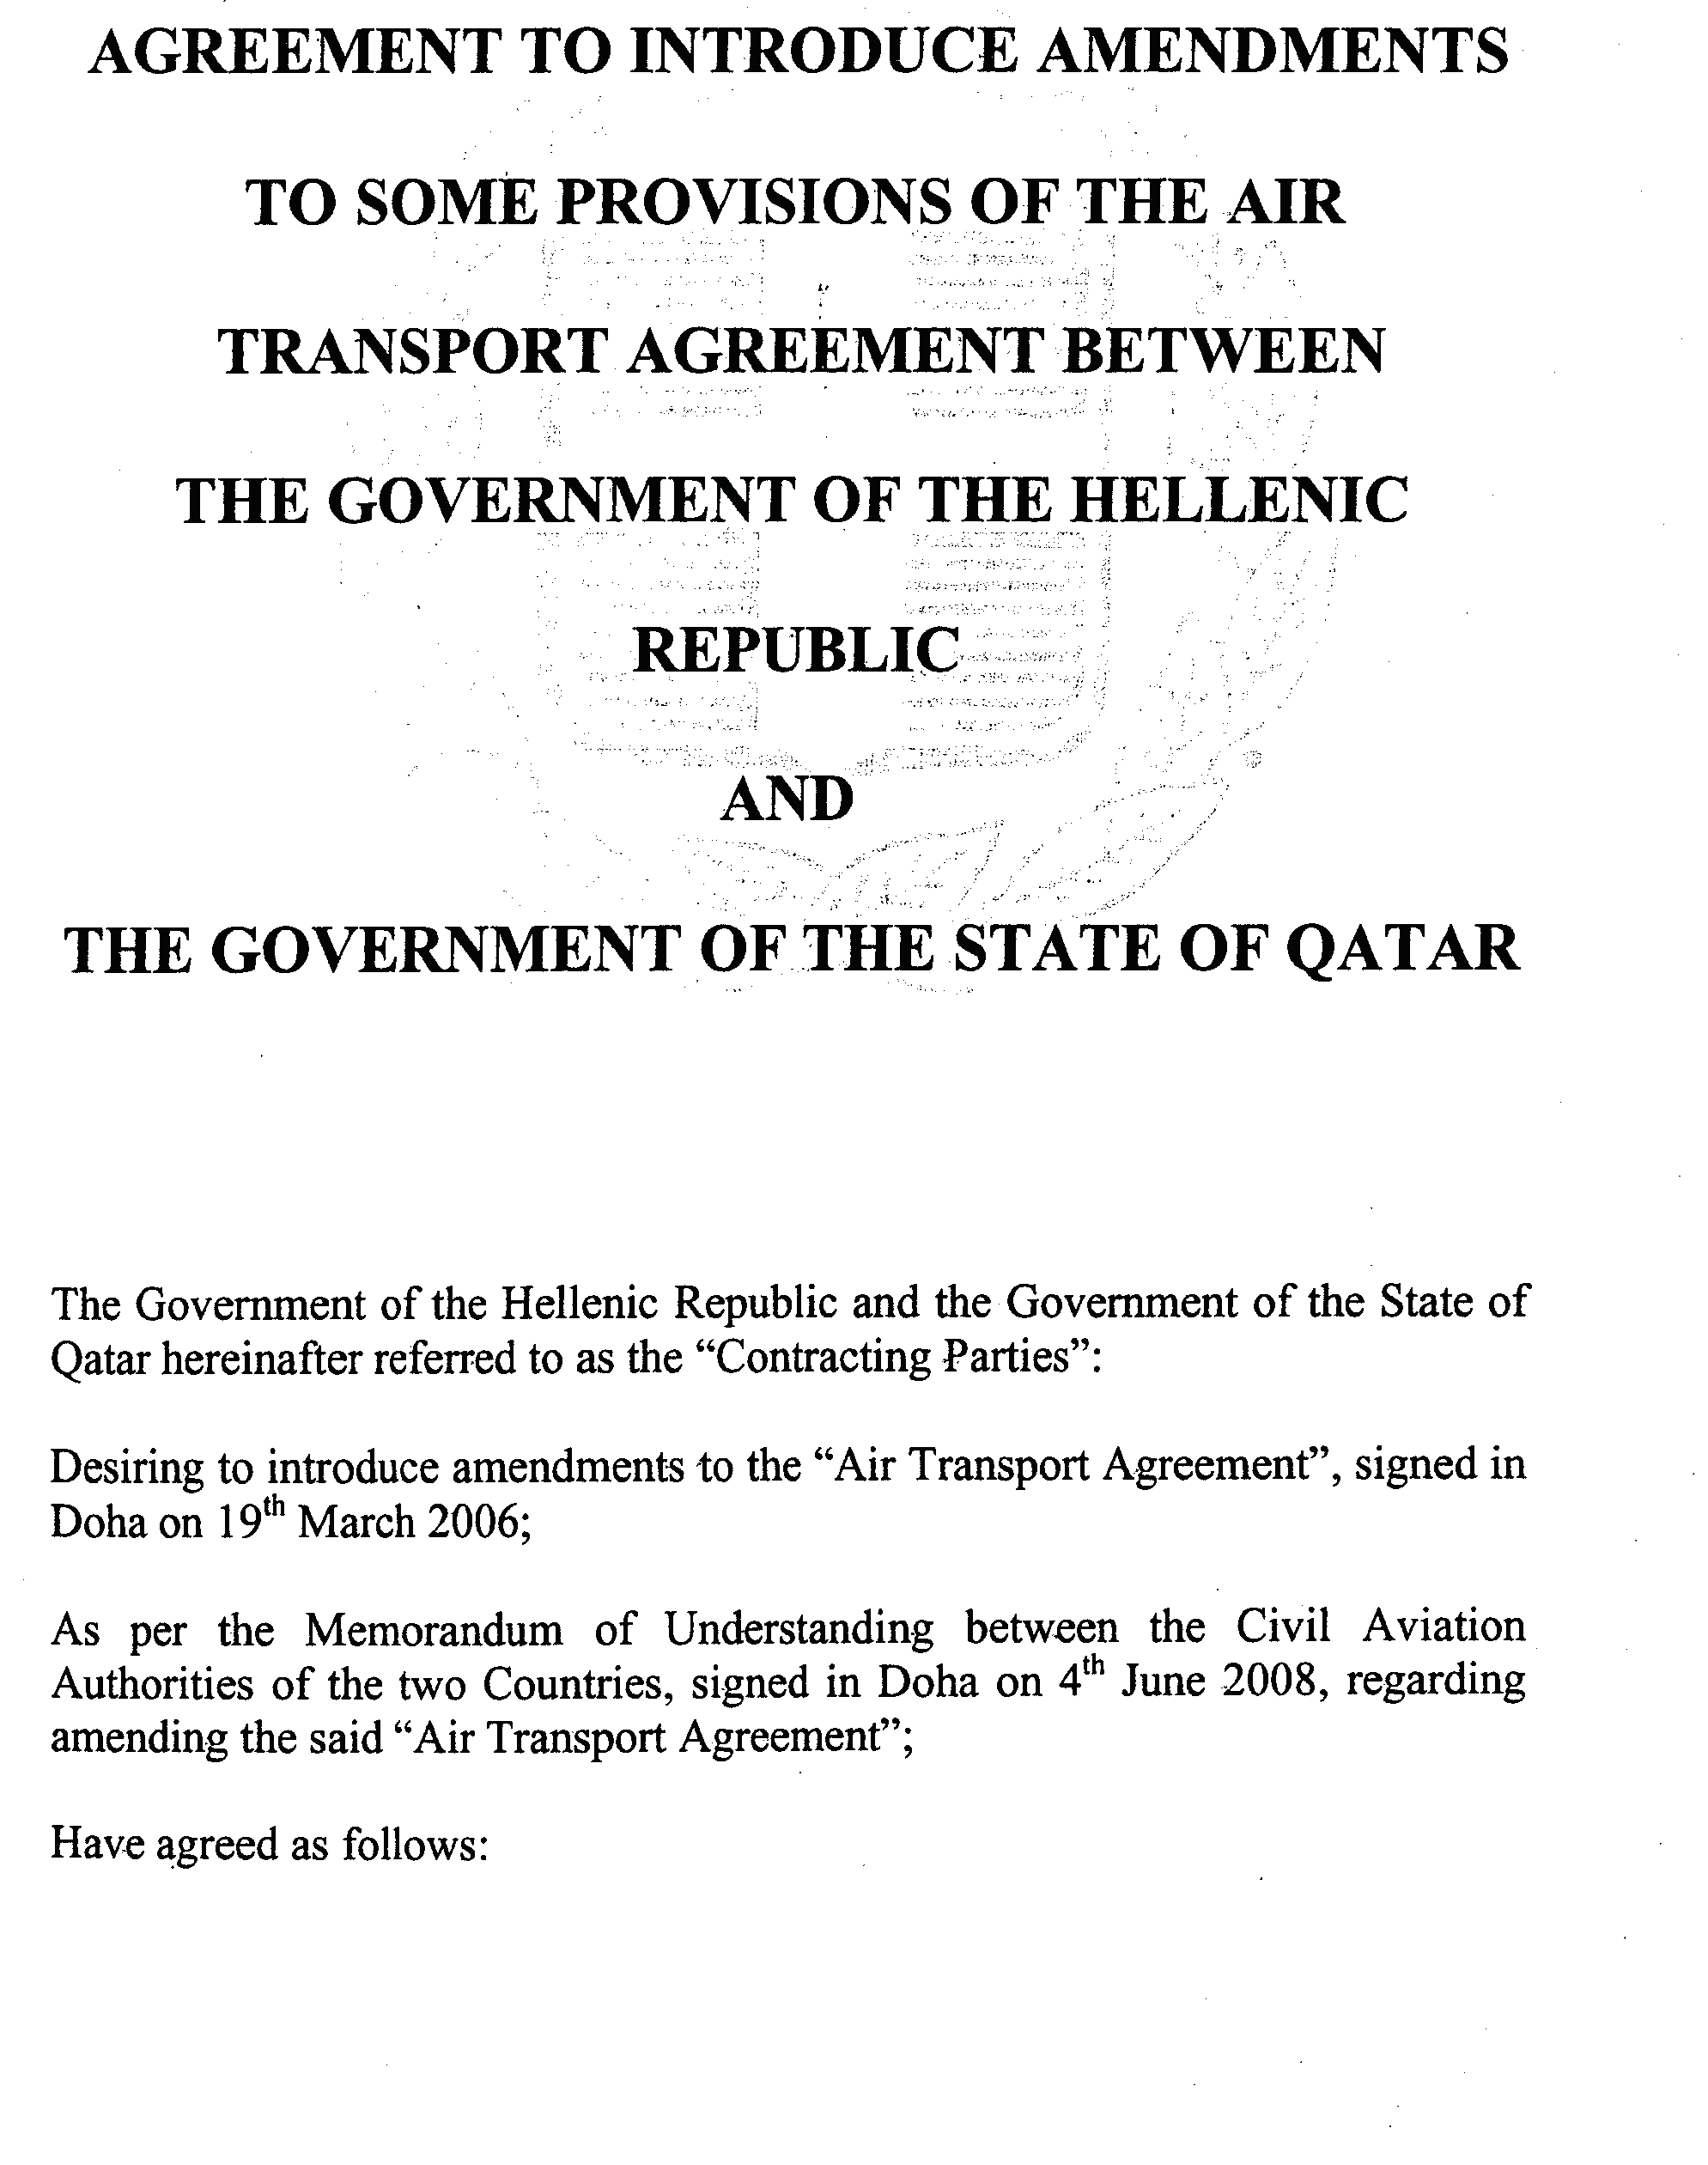 AGREEMENT TO INTRODUCE AMENDMENTS
TO SOME PROVISIONS OF THE AIR
TRANSPORT AGREEMENT BETWEEN
THE GOVERNMENT OF THE HELLENIC
REPUBLIC
AND
THE GOVERNMENT OF THE STATE OF QATAR
The Government of the Hellenic Republic and the Government of the State of
Qatar hereinafter referred to as the “Contracting Parties”:
Desiring to introduce amendments to the “Air Transport Agreement”, signed in
Doha on 19th March 2006;
As per the Memorandum of Understanding between the Civil Aviation
Authorities of the two Countries, signed in Doha on 4th June 2008, regarding
amending the said “Air Transport Agreement”;
Have agreed as follows: